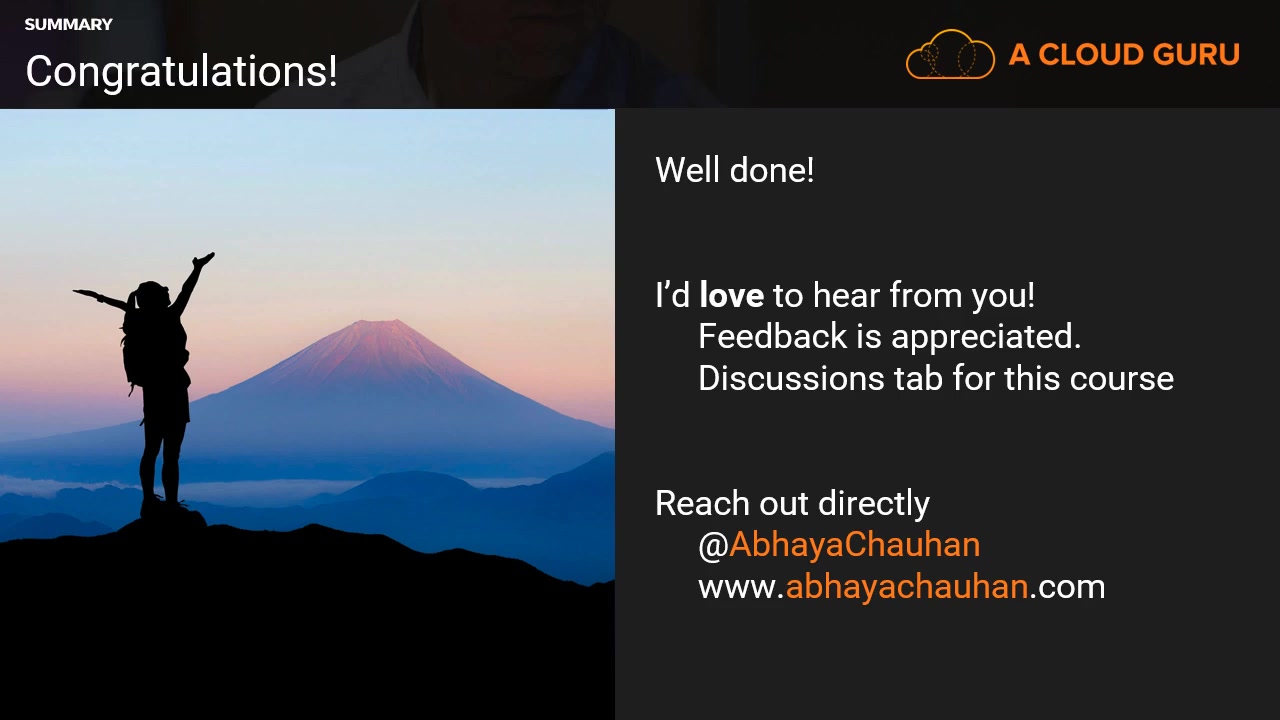 SUMMARY
Congratulations!
A CLOUD GURU
Well done!
I’d love to hear from you!
Feedback is appreciated.
Discussions tab for this course
Reach out directly
@AbhayaChauhan
www.abhayachauhan.com